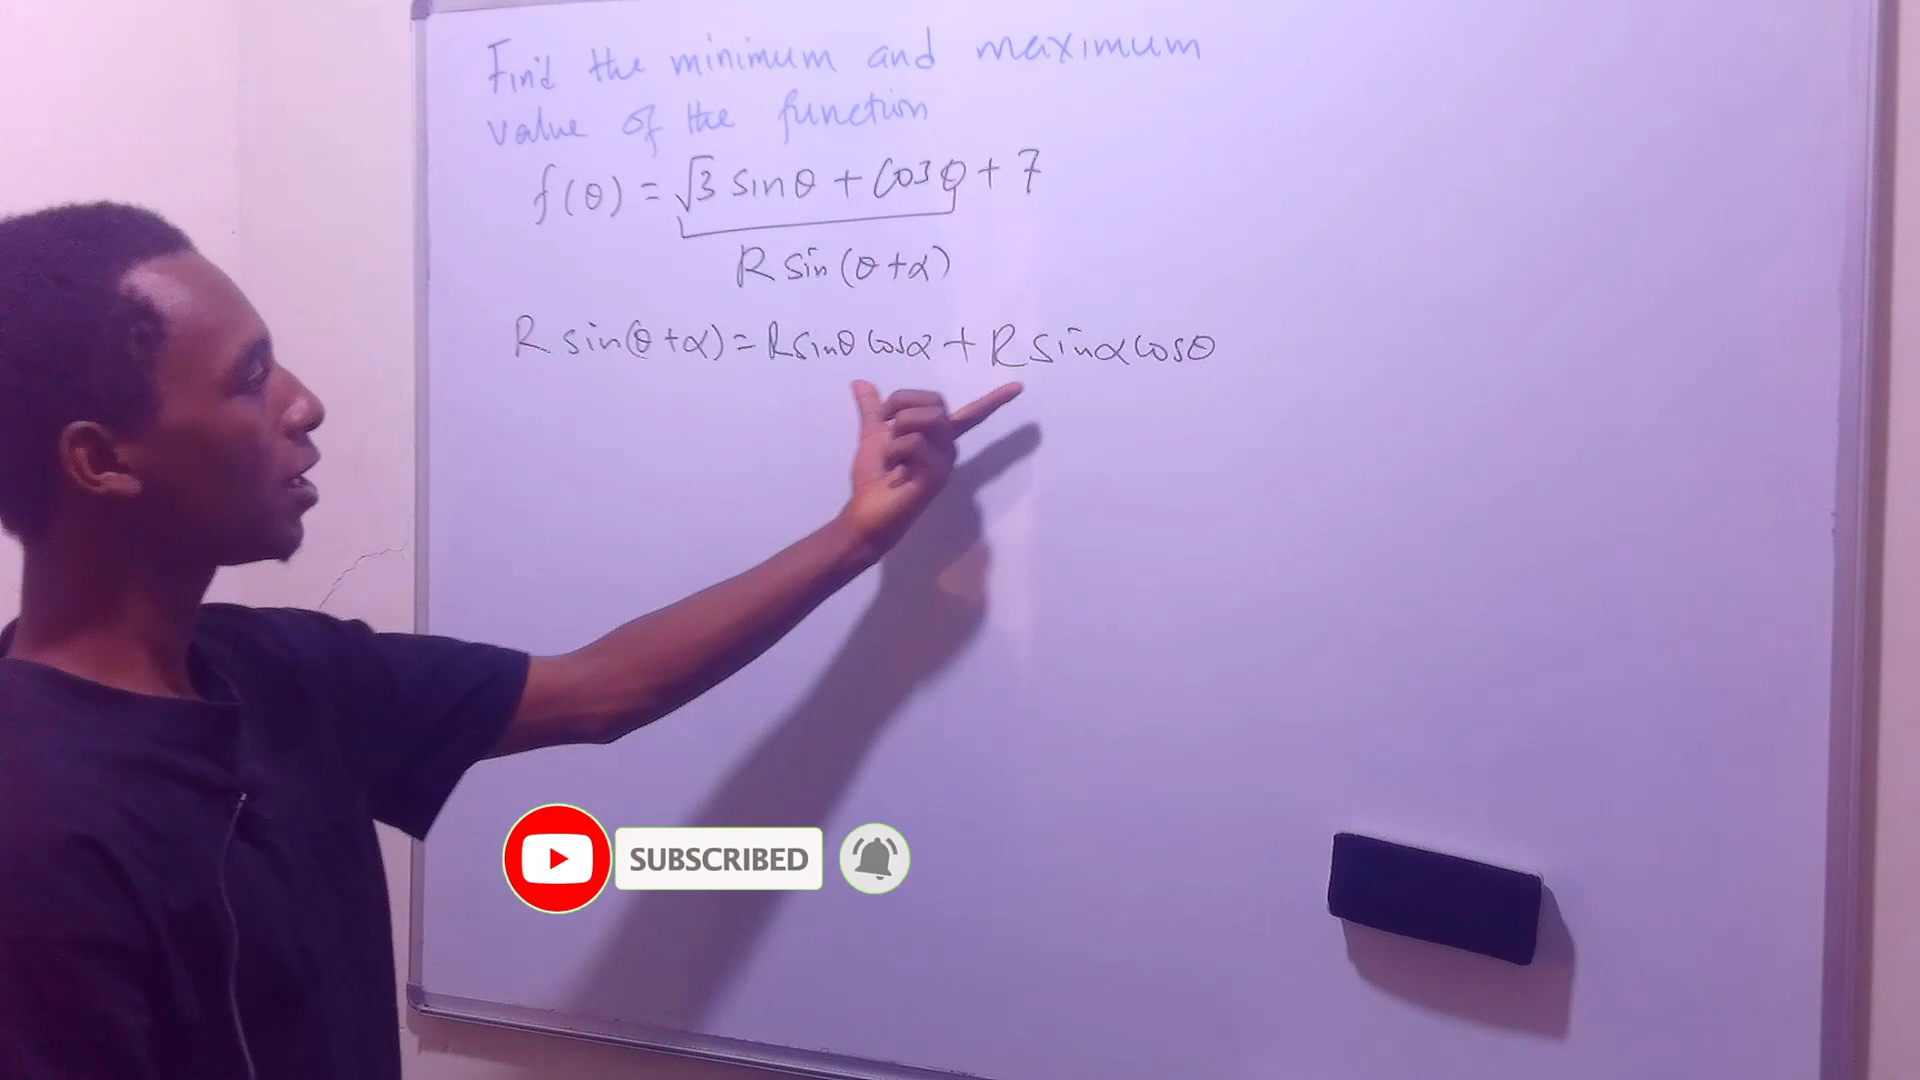 Find the minimum and maximum
value of the function
f(θ) = √3 sinθ + cosθ + 7
R sin(θ+α)
R sin(θ+α) = R sinθ cosα + R sinα cosθ
SUBSCRIBED